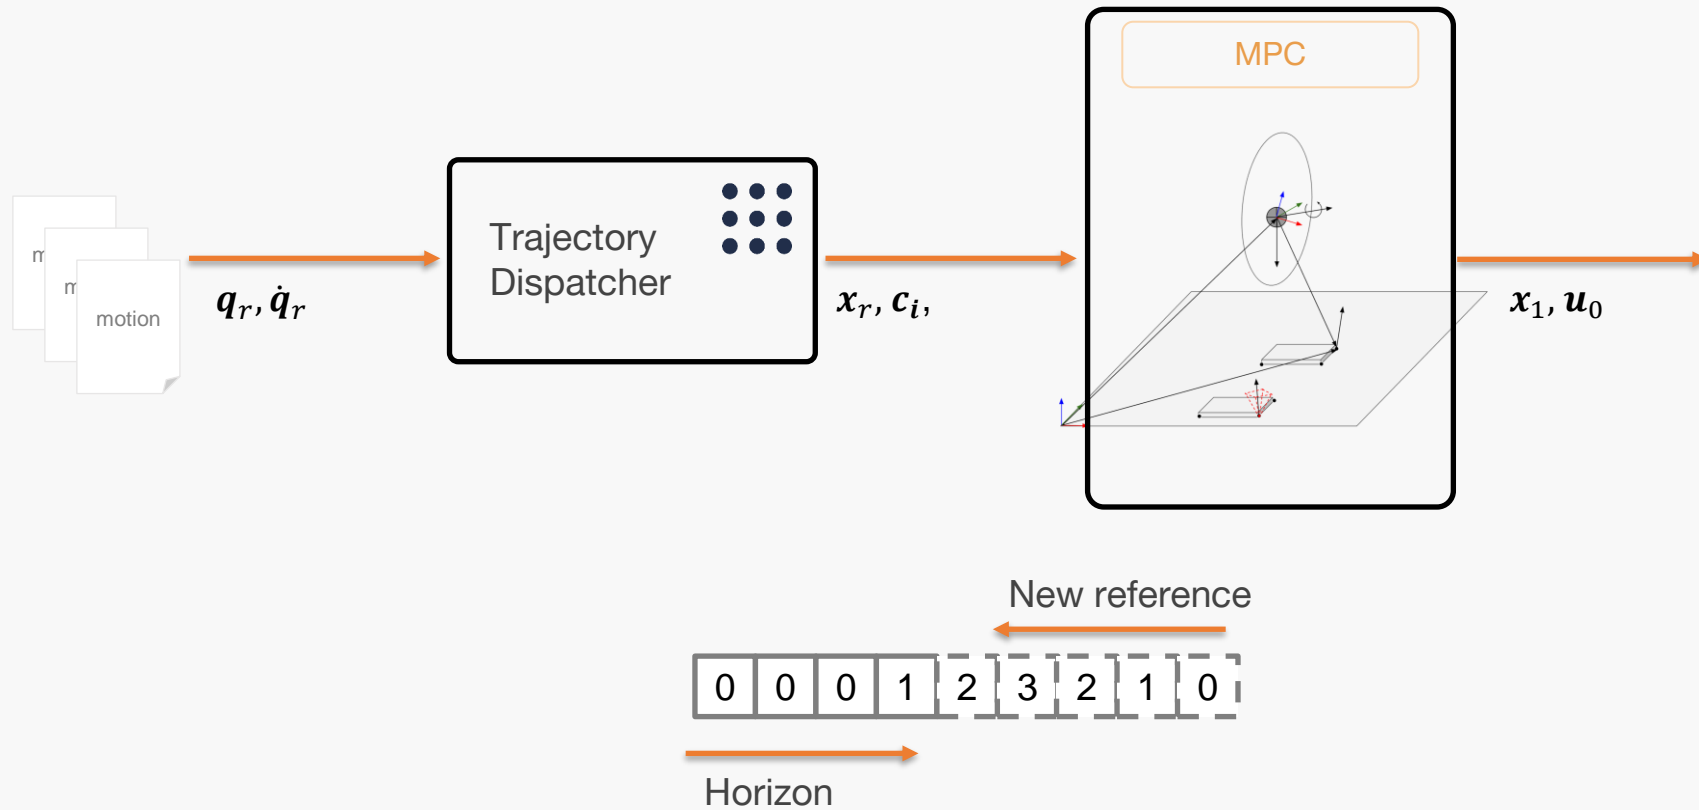 MPC
Trajectory
Dispatcher
m
m
motion
𝒒_r, 𝒒̇_r
𝒙_r, 𝒄_𝒊,
𝒙_1, 𝒖_0
New reference
0 0 0 1 2 3 2 1 0
Horizon